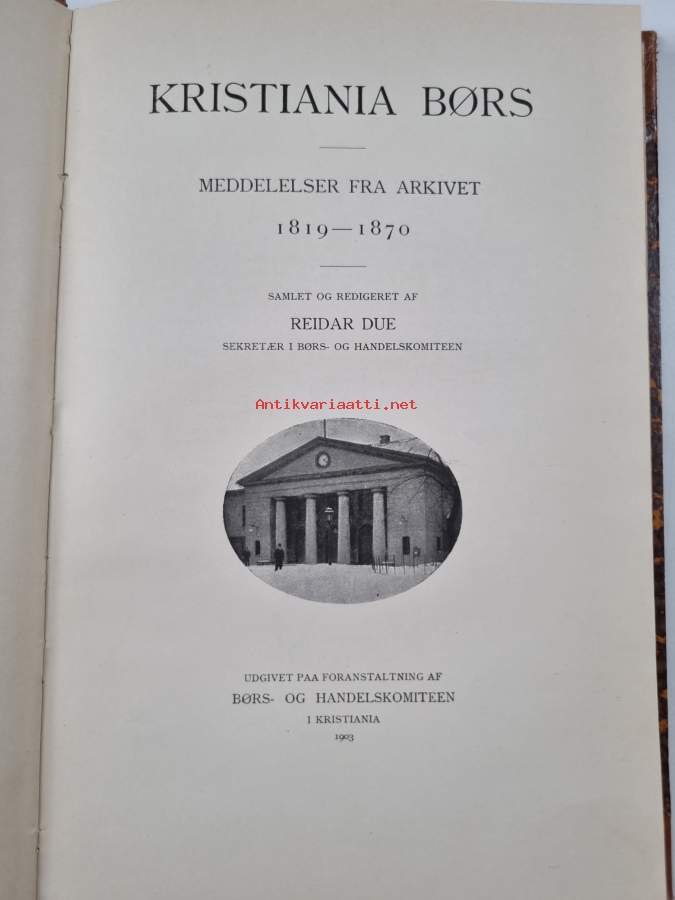 KRISTIANIA BØRS
MEDDELELSER FRA ARKIVET
1819—1870
SAMLET OG REDIGERET AF
REIDAR DUE
SEKRETÆR I BØRS- OG HANDELSKOMITEEN
Antikvariaatti.net
UDGIVET PAA FORANSTALTNING AF
BØRS- OG HANDELSKOMITEEN
I KRISTIANIA
1903